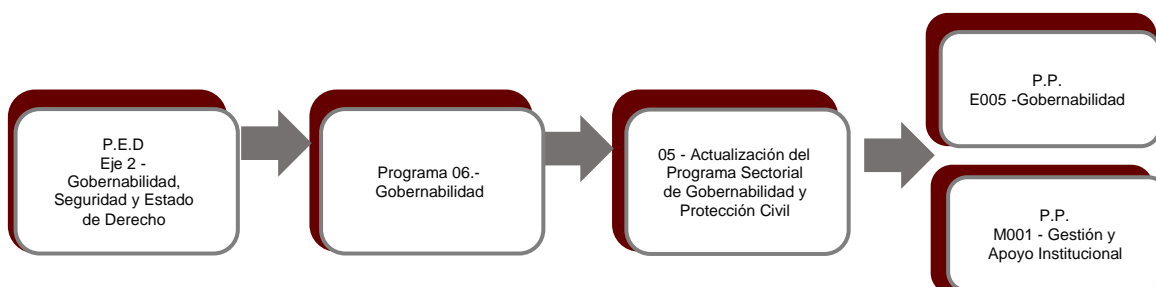 P.E.D
Eje 2 -
Gobernabilidad,
Seguridad y Estado
de Derecho
Programa 06.-
Gobernabilidad
05 - Actualización del
Programa Sectorial
de Gobernabilidad y
Protección Civil
P.P.
E005 -Gobernabilidad
P.P.
M001 - Gestión y
Apoyo Institucional